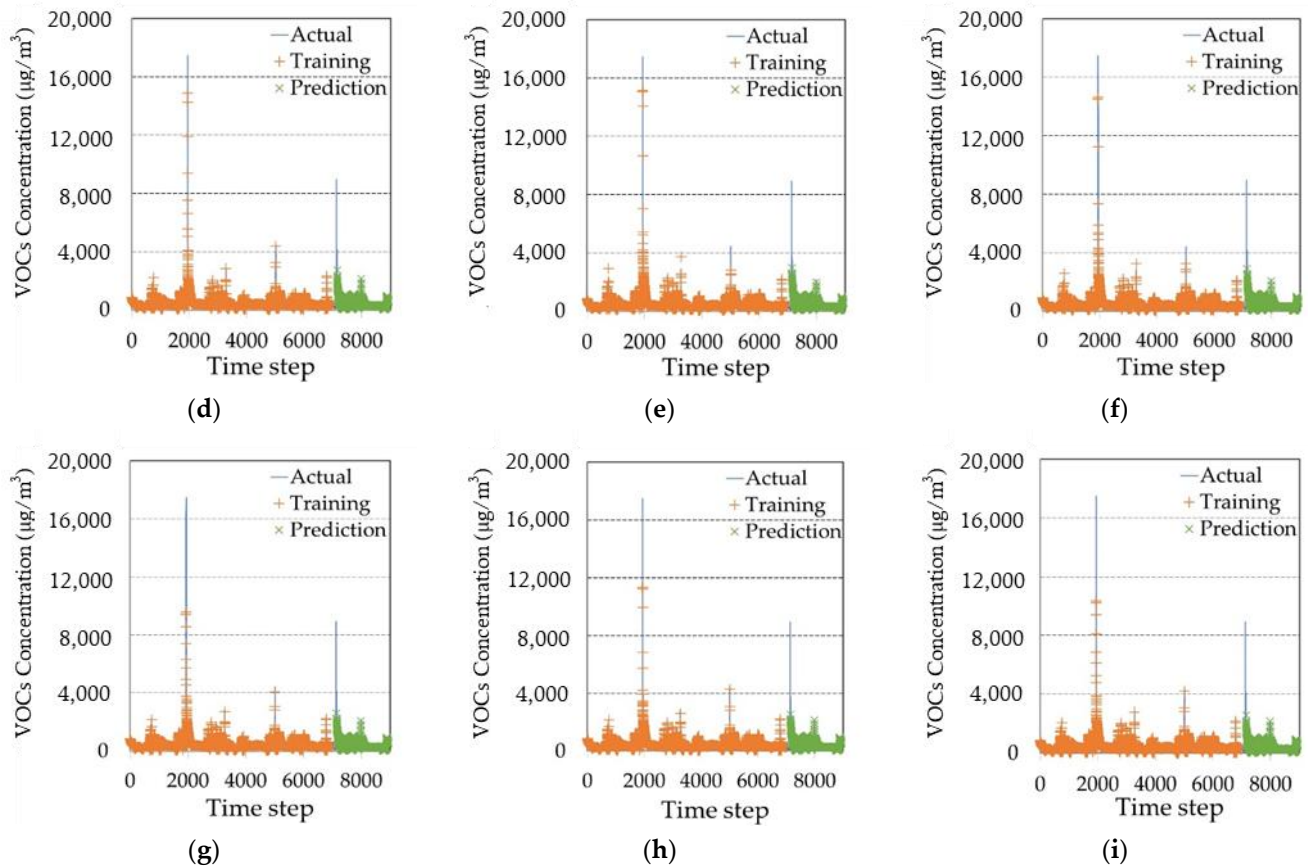 20,000
16,000
12,000
8,000
4,000
0
VOCs Concentration (µg/m³)
Actual
Training
Prediction
0 2000 4000 6000 8000
Time step
(d)
20,000
16,000
12,000
8,000
4,000
0
VOCs Concentration (µg/m³)
Actual
Training
Prediction
0 2000 4000 6000 8000
Time step
(e)
20,000
16,000
12,000
8,000
4,000
0
VOCs Concentration (µg/m³)
Actual
Training
Prediction
0 2000 4000 6000 8000
Time step
(f)
20,000
16,000
12,000
8,000
4,000
0
VOCs Concentration (µg/m³)
Actual
Training
Prediction
0 2000 4000 6000 8000
Time step
(g)
20,000
16,000
12,000
8,000
4,000
0
VOCs Concentration (µg/m³)
Actual
Training
Prediction
0 2000 4000 6000 8000
Time step
(h)
20,000
16,000
12,000
8,000
4,000
0
VOCs Concentration (µg/m³)
Actual
Training
Prediction
0 2000 4000 6000 8000
Time step
(i)